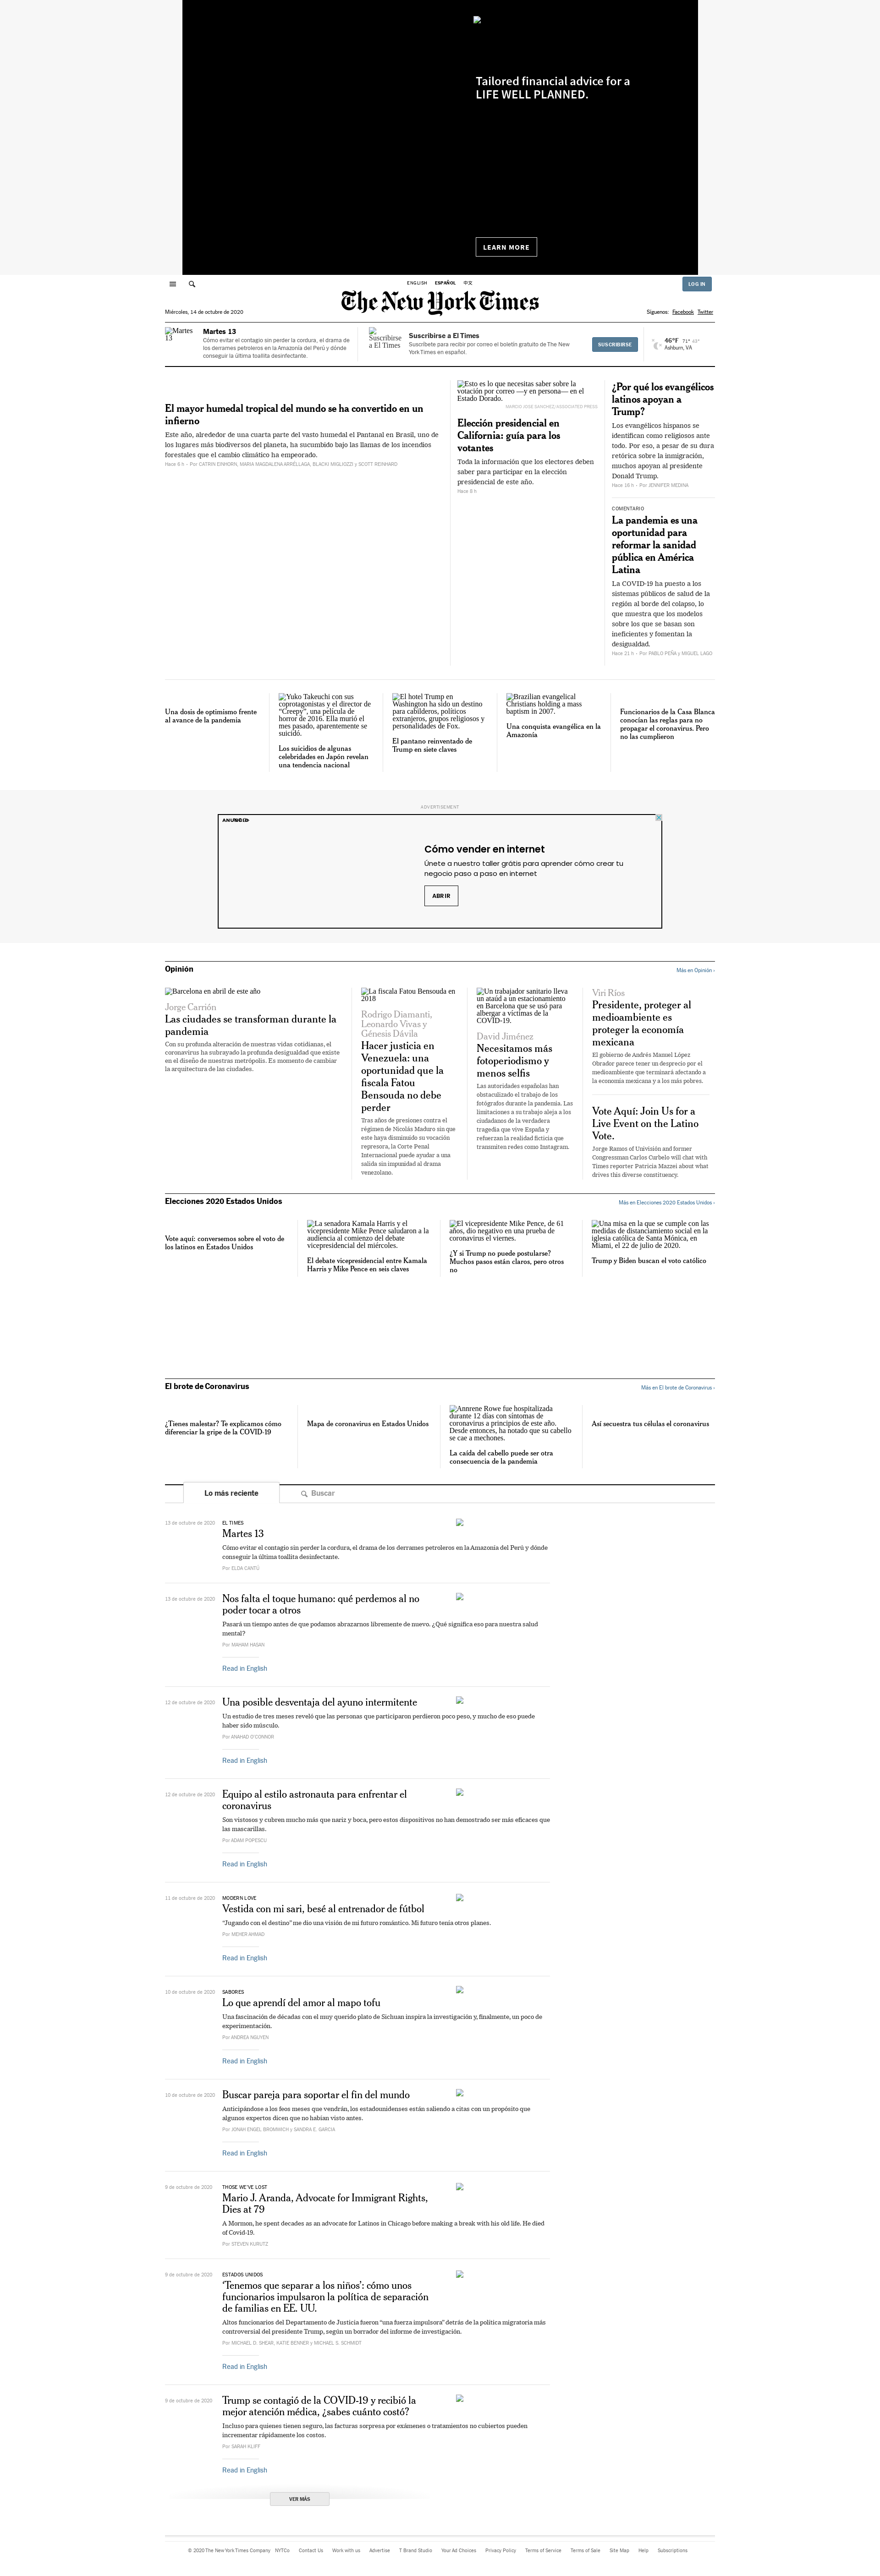 Tailored financial advice for a
LIFE WELL PLANNED.
LEARN MORE
ENGLISH ESPAÑOL 中文
LOG IN
The New York Times
Miércoles, 14 de octubre de 2020
Síguenos: Facebook Twitter
Martes
13
Martes 13
Cómo evitar el contagio sin perder la cordura, el drama de
los derrames petroleros en la Amazonía del Perú y dónde
conseguir la última toallita desinfectante.
Suscribirse
a El Times
Suscribirse a El Times
Suscríbete para recibir por correo el boletín gratuito de The New
York Times en español.
SUSCRIBIRSE
46°F 71° 43°
Ashburn, VA
El mayor humedal tropical del mundo se ha convertido en un
infierno
Este año, alrededor de una cuarta parte del vasto humedal el Pantanal en Brasil, uno de
los lugares más biodiversos del planeta, ha sucumbido bajo las llamas de los incendios
forestales que el cambio climático ha empeorado.
Hace 8 h - Por CATRIN EINHORN, MARIA MAGDALENA ARRÉLLAGA, BLACKI MIGLIOZZI y SCOTT REINHARD
Esto es lo que necesitas saber sobre la
votación por correo —y en persona— en el
Estado Dorado.
MARCIO JOSE SANCHEZ/ASSOCIATED PRESS
Elección presidencial en
California: guía para los
votantes
Toda la información que los electores deben
saber para participar en la elección
presidencial de este año.
Hace 8 h
¿Por qué los evangélicos
latinos apoyan a
Trump?
Los evangélicos hispanos se
identifican como religiosos ante
todo. Por eso, a pesar de su dura
retórica sobre la inmigración,
muchos apoyan al presidente
Donald Trump.
Hace 16 h - Por JENNIFER MEDINA
COMENTARIO
La pandemia es una
oportunidad para
reformar la sanidad
pública en América
Latina
La COVID-19 ha puesto a los
sistemas públicos de salud de la
región al borde del colapso, lo
que muestra que los modelos
sobre los que se basan son
ineficientes y fomentan la
desigualdad.
Hace 21 h - Por PABLO PEÑA y MIGUEL LAGO
Una dosis de optimismo frente
al avance de la pandemia
Yuko Takeuchi con sus
coprotagonistas y el director de
"Creepy", una película de
horror de 2016. Ella murió el
mes pasado, aparentemente se
suicidó.
Los suicidios de algunas
celebridades en Japón revelan
una tendencia nacional
El hotel Trump en
Washington ha sido un destino
para cabilderos, políticos
extranjeros, grupos religiosos y
personalidades de Fox.
El pantano reinventado de
Trump en siete claves
Brazilian evangelical
Christians holding a mass
baptism in 2007.
Una conquista evangélica en la
Amazonía
Funcionarios de la Casa Blanca
conocían las reglas para no
propagar el coronavirus. Pero
no las cumplieron
ADVERTISEMENT
Cómo vender en internet
Únete a nuestro taller grátis para aprender cómo crear tu
negocio paso a paso en internet
ABRIR
Opinión
Más en Opinión ›
Barcelona en abril de este año
Jorge Carrión
Las ciudades se transforman durante la
pandemia
Con su profunda alteración de nuestras vidas cotidianas, el
coronavirus ha subrayado la profunda desigualdad que existe
en el diseño de nuestras metrópolis. Es momento de cambiar
la arquitectura de las ciudades.
La fiscala Fatou Bensouda en
2018
Rodrigo Diamanti,
Leonardo Vivas y
Génesis Dávila
Hacer justicia en
Venezuela: una
oportunidad que la
fiscala Fatou
Bensouda no debe
perder
Tras años de presiones contra el
régimen de Nicolás Maduro sin que
este haya disminuido su vocación
represora, la Corte Penal
Internacional puede ayudar a una
salida sin impunidad al drama
venezolano.
Un trabajador sanitario lleva
un ataúd a un estacionamiento
en Barcelona que se usó para
albergar a víctimas de la
COVID-19.
David Jiménez
Necesitamos más
fotoperiodismo y
menos selfis
Las autoridades españolas han
obstaculizado el trabajo de los
fotógrafos durante la pandemia. Las
limitaciones a su trabajo aleja a los
ciudadanos de la verdadera
tragedia que vive España y
refuerzan la realidad ficticia que
transmiten redes como Instagram.
Viri Ríos
Presidente, proteger al
medioambiente es
proteger la economía
mexicana
El gobierno de Andrés Manuel López
Obrador parece tener un desprecio por el
medioambiente que terminará afectando a
la economía mexicana y a los más pobres.
Vote Aquí: Join Us for a
Live Event on the Latino
Vote.
Jorge Ramos of Univisión and former
Congressman Carlos Curbelo will chat with
Times reporter Patricia Mazzei about what
drives this diverse constituency.
Elecciones 2020 Estados Unidos
Más en Elecciones 2020 Estados Unidos ›
Vote aquí: conversemos sobre el voto de
los latinos en Estados Unidos
La senadora Kamala Harris y el
vicepresidente Mike Pence saludaron a la
audiencia al comienzo del debate
vicepresidencial del miércoles.
El debate vicepresidencial entre Kamala
Harris y Mike Pence en seis claves
El vicepresidente Mike Pence, de 61
años, dio negativo en una prueba de
coronavirus el viernes.
¿Y si Trump no puede postularse?
Muchos pasos están claros, pero otros
no
Una misa en la que se cumple con las
medidas de distanciamiento social en la
iglesia católica de Santa Mónica, en
Miami, el 22 de julio de 2020.
Trump y Biden buscan el voto católico
El brote de Coronavirus
Más en El brote de Coronavirus ›
¿Tienes malestar? Te explicamos cómo
diferenciar la gripe de la COVID-19
Mapa de coronavirus en Estados Unidos
Annrene Rowe fue hospitalizada
durante 12 días con síntomas de
coronavirus a principios de este año.
Desde entonces, ha notado que su cabello
se cae a mechones.
La caída del cabello puede ser otra
consecuencia de la pandemia
Así secuestra tus células el coronavirus
Lo más reciente
Buscar
13 de octubre de 2020
EL TIMES
Martes 13
Cómo evitar el contagio sin perder la cordura, el drama de los derrames petroleros en la Amazonía del Perú y dónde
conseguir la última toallita desinfectante.
Por ELDA CANTÚ
13 de octubre de 2020
Nos falta el toque humano: qué perdemos al no
poder tocar a otros
Pasará un tiempo antes de que podamos abrazarnos libremente de nuevo. ¿Qué significa eso para nuestra salud
mental?
Por MAHAM HASAN
Read in English
12 de octubre de 2020
Una posible desventaja del ayuno intermitente
Un estudio de tres meses reveló que las personas que participaron perdieron poco peso, y mucho de eso puede
haber sido músculo.
Por ANAHAD O'CONNOR
Read in English
12 de octubre de 2020
Equipo al estilo astronauta para enfrentar el
coronavirus
Son vistosos y cubren mucho más que nariz y boca, pero estos dispositivos no han demostrado ser más eficaces que
las mascarillas.
Por ADAM POPESCU
Read in English
11 de octubre de 2020
MODERN LOVE
Vestida con mi sari, besé al entrenador de fútbol
"Jugando con el destino" me dio una visión de mi futuro romántico. Mi futuro tenía otros planes.
Por MEHER AHMAD
Read in English
10 de octubre de 2020
SABORES
Lo que aprendí del amor al mapo tofu
Una fascinación de décadas con el muy querido plato de Sichuan inspira la investigación y, finalmente, un poco de
experimentación.
Por ANDREA NGUYEN
Read in English
10 de octubre de 2020
Buscar pareja para soportar el fin del mundo
Anticipándose a los feos meses que vendrán, los estadounidenses están saliendo a citas con un propósito que
algunos expertos dicen que no habían visto antes.
Por JONAH ENGEL BROMWICH y SANDRA E. GARCIA
Read in English
9 de octubre de 2020
THOSE WE'VE LOST
Mario J. Aranda, Advocate for Immigrant Rights,
Dies at 79
A Mormon, he spent decades as an advocate for Latinos in Chicago before making a break with his old life. He died
of Covid-19.
Por STEVEN KURUTZ
9 de octubre de 2020
ESTADOS UNIDOS
'Tenemos que separar a los niños': cómo unos
funcionarios impulsaron la política de separación
de familias en EE. UU.
Altos funcionarios del Departamento de Justicia fueron "una fuerza impulsora" detrás de la política migratoria más
controversial del presidente Trump, según un borrador del informe de investigación.
Por MICHAEL D. SHEAR, KATIE BENNER y MICHAEL S. SCHMIDT
Read in English
9 de octubre de 2020
Trump se contagió de la COVID-19 y recibió la
mejor atención médica, ¿sabes cuánto costó?
Incluso para quienes tienen seguro, las facturas sorpresa por exámenes o tratamientos no cubiertos pueden
incrementar rápidamente los costos.
Por SARAH KLIFF
Read in English
VER MÁS
© 2020 The New York Times Company NYTCo Contact Us Work with us Advertise T Brand Studio Your Ad Choices Privacy Policy Terms of Service Terms of Sale Site Map Help Subscriptions